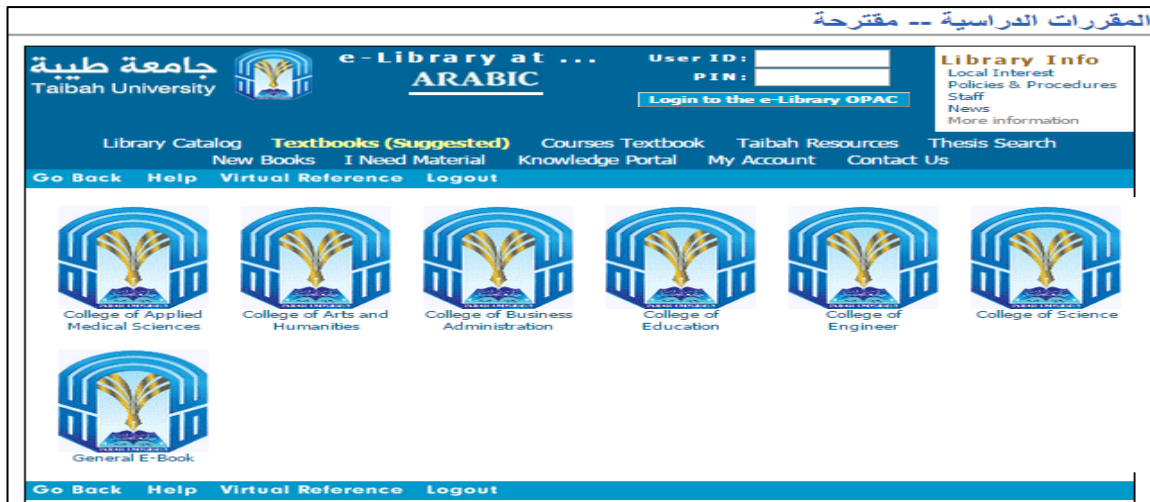 المقررات الدراسية -- مقترحة
جامعة طيبة
Taibah University
e-Library at ...
ARABIC
User ID:
PIN:
Login to the e-Library OPAC
Library Info
Local Interest
Policies & Procedures
Staff
News
More information
Library Catalog Textbooks (Suggested) Courses Textbook Taibah Resources Thesis Search
New Books I Need Material Knowledge Portal My Account Contact Us
Go Back Help Virtual Reference Logout
College of Applied
Medical Sciences
College of Arts and
Humanities
College of Business
Administration
College of
Education
College of
Engineer
College of Science
General E-Book
Go Back Help Virtual Reference Logout